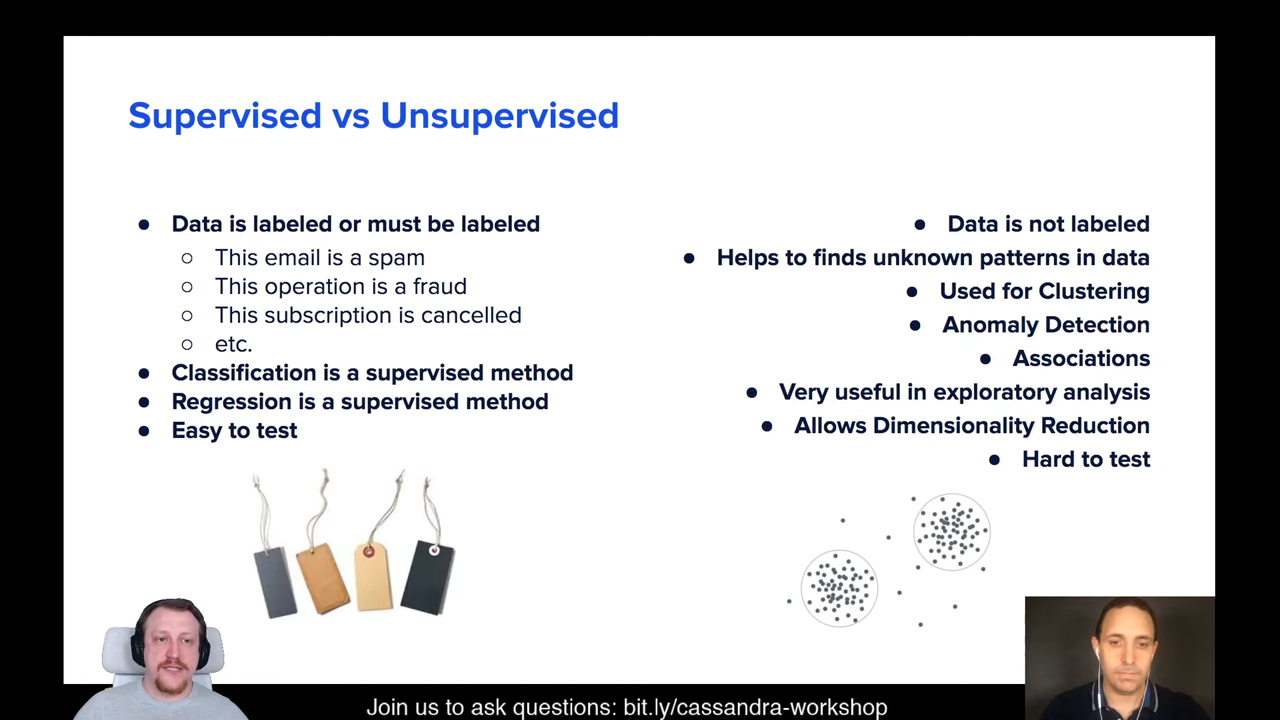 Supervised vs Unsupervised
● Data is labeled or must be labeled
○ This email is a spam
○ This operation is a fraud
○ This subscription is cancelled
○ etc.
● Classification is a supervised method
● Regression is a supervised method
● Easy to test
● Data is not labeled
● Helps to finds unknown patterns in data
● Used for Clustering
● Anomaly Detection
● Associations
● Very useful in exploratory analysis
● Allows Dimensionality Reduction
● Hard to test
Join us to ask questions: bit.ly/cassandra-workshop